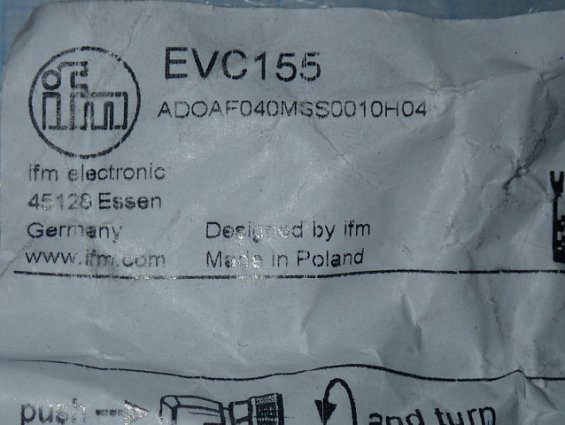 ifm
EVC155
ADOAF040MSS0010H04
ifm electronic
45128 Essen
Germany
www.ifm.com
Designed by ifm
Made in Poland
push
and turn